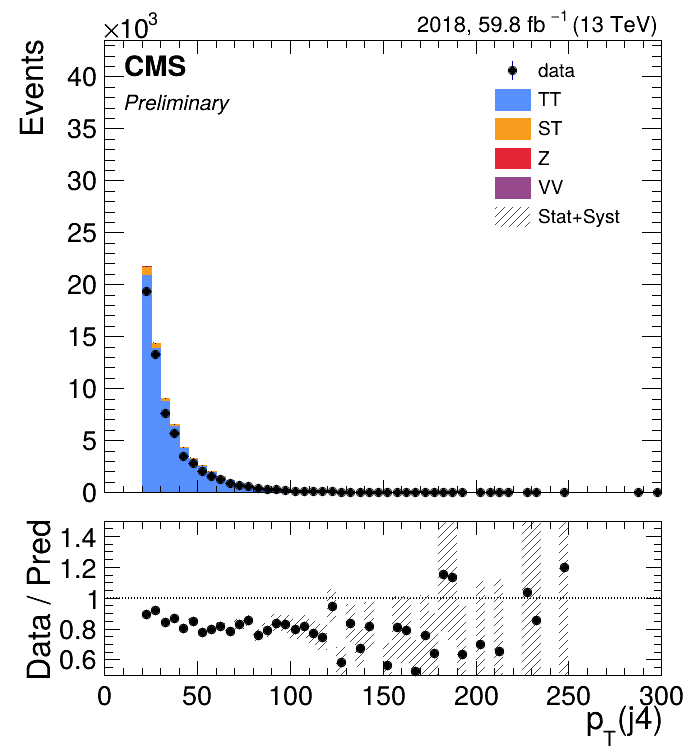 ×10³
2018, 59.8 fb⁻¹ (13 TeV)
Events
CMS
Preliminary
data
TT
ST
Z
VV
Stat+Syst
40
35
30
25
20
15
10
5
0
Data / Pred
1.4
1.2
1
0.8
0.6
0 50 100 150 200 250 300
p_T(j4)